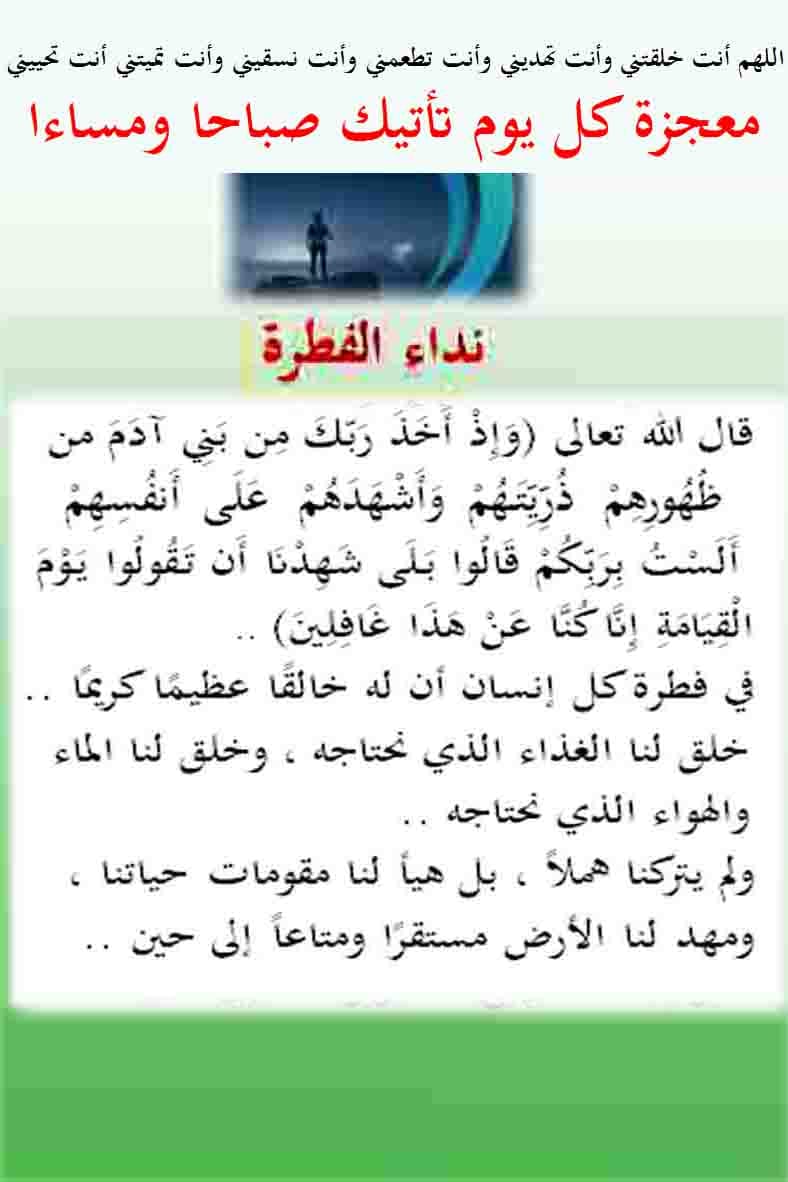 اللهم أنت خلقتني وأنت تهديني وأنت تطعمني وأنت نسقيني وأنت تميتني أنت تحييني
معجزة كل يوم تأتيك صباحا ومساءا
نداء الفطرة
قال الله تعالى (وَإِذْ أَخَذَ رَبّكَ مِن بَنِي آدَمَ من
ظُهُورِهِمْ ذُرِّيّتَهُمْ وَأَشْهَدَهُمْ عَلَى أَنفُسِهِمْ
أَلَسْتُ بِرَبِّكُمْ قَالُوا بَلَى شَهِدْنَا أَن تَقُولُوا يَوْمَ
الْقِيَامَةِ إِنَّا كُنَّا عَنْ هَذَا غَافِلِينَ) ..
في فطرة كل إنسان أن له خالقًا عظيمًا كريمًا ..
خلق لنا الغذاء الذي نحتاجه ، وخلق لنا الماء
والهواء الذي نحتاجه ..
ولم يتركنا هملاً ، بل هيأ لنا مقومات حياتنا ،
ومهد لنا الأرض مستقرًا ومتاعاً إلى حين ..